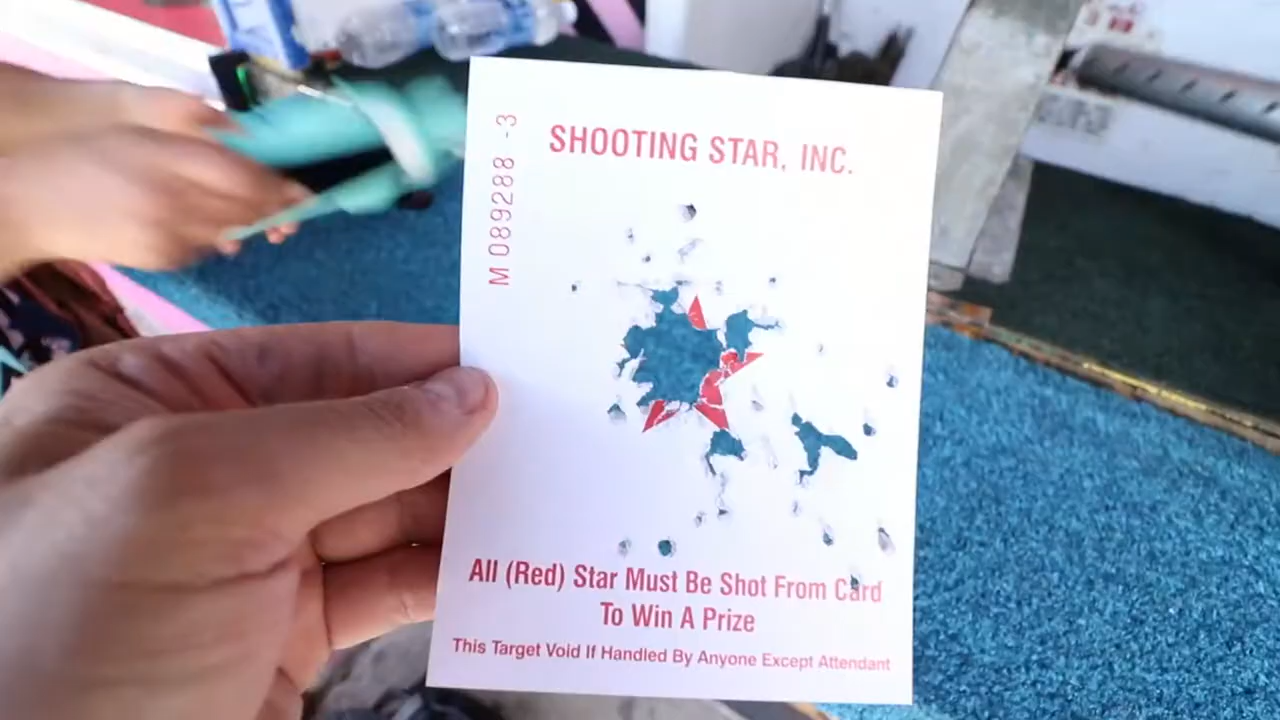 M 089288 -3
SHOOTING STAR, INC.
All (Red) Star Must Be Shot From Card
To Win A Prize
This Target Void If Handled By Anyone Except Attendant